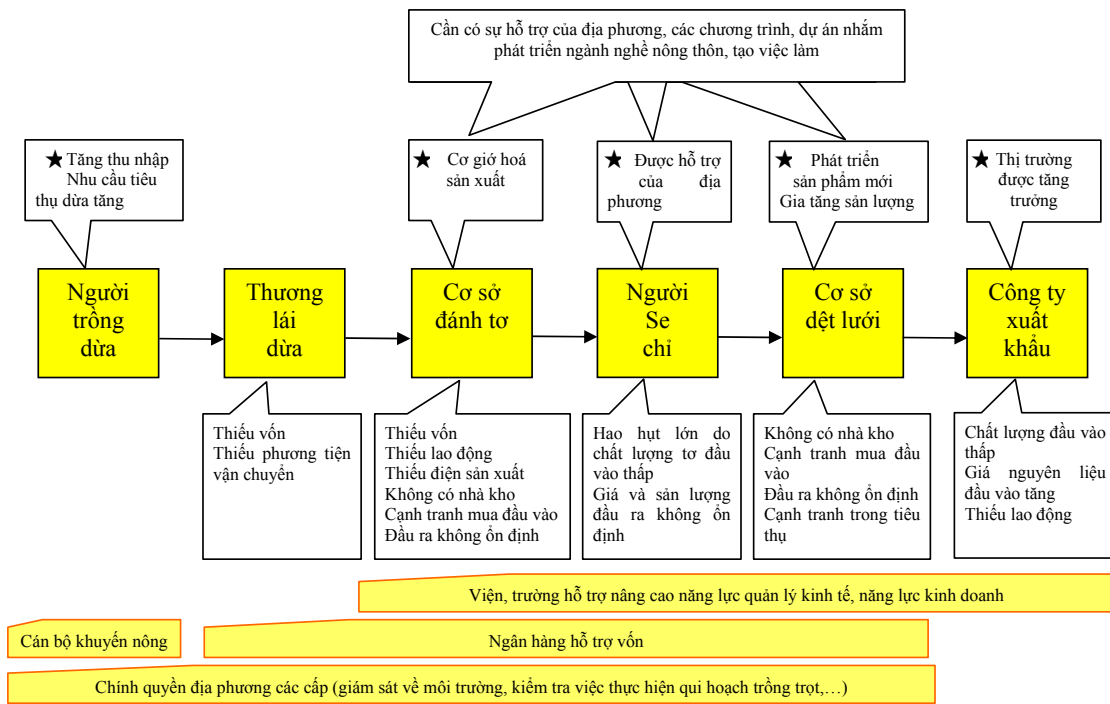 Cần có sự hỗ trợ của địa phương, các chương trình, dự án nhắm
phát triển ngành nghề nông thôn, tạo việc làm
★ Tăng thu nhập
Nhu cầu tiêu
thụ dừa tăng
★ Cơ giớ hoá
sản xuất
★ Được hỗ trợ
của địa
phương
★ Phát triển
sản phẩm mới
Gia tăng sản lượng
★ Thị trường
được tăng
trưởng
Người
trồng
dừa
Thương
lái
dừa
Cơ sở
đánh tơ
Người
Se
chỉ
Cơ sở
dệt lưới
Công ty
xuất
khẩu
Thiếu vốn
Thiếu phương tiện
vận chuyển
Thiếu vốn
Thiếu lao động
Thiếu điện sản xuất
Không có nhà kho
Cạnh tranh mua đầu vào
Đầu ra không ổn định
Hao hụt lớn do
chất lượng tơ đầu
vào thấp
Giá và sản lượng
đầu ra không ổn
định
Không có nhà kho
Cạnh tranh mua đầu
vào
Đầu ra không ổn định
Cạnh tranh trong tiêu
thụ
Chất lượng đầu vào
thấp
Giá nguyên liệu
đầu vào tăng
Thiếu lao động
Viện, trường hỗ trợ nâng cao năng lực quản lý kinh tế, năng lực kinh doanh
Cán bộ khuyến nông
Ngân hàng hỗ trợ vốn
Chính quyền địa phương các cấp (giám sát về môi trường, kiểm tra việc thực hiện qui hoạch trồng trọt,…)